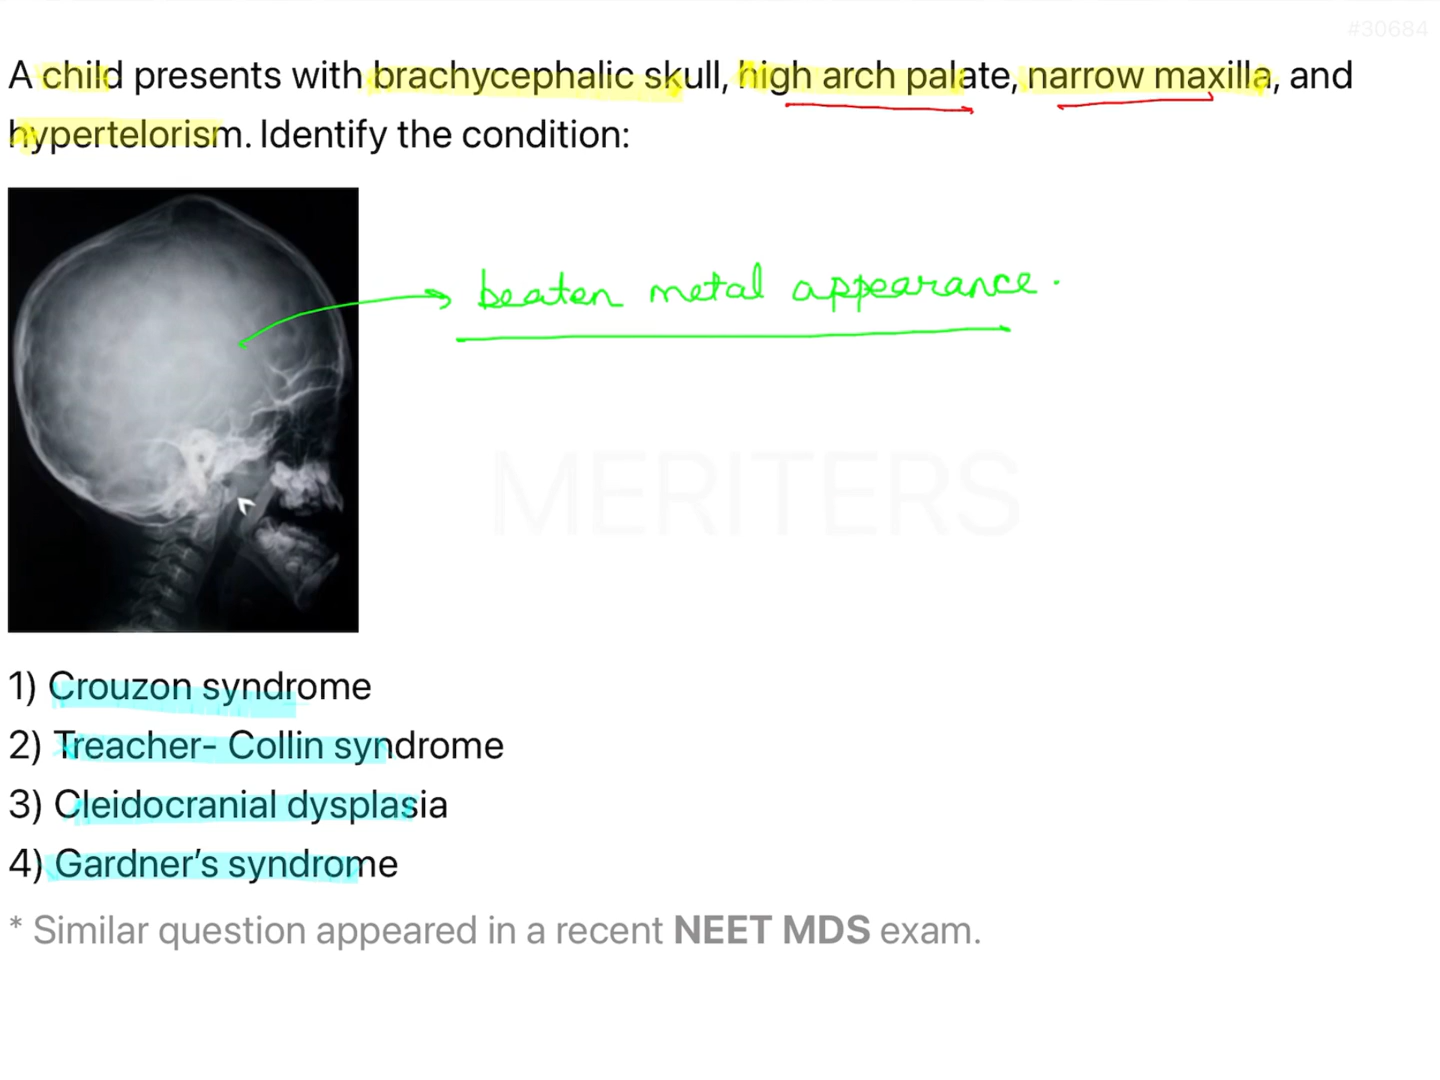 #30684
A child presents with brachycephalic skull, high arch palate, narrow maxilla, and
hypertelorism. Identify the condition:
beaten metal appearance.
MERITERS
1) Crouzon syndrome
2) Treacher- Collin syndrome
3) Cleidocranial dysplasia
4) Gardner’s syndrome
* Similar question appeared in a recent NEET MDS exam.